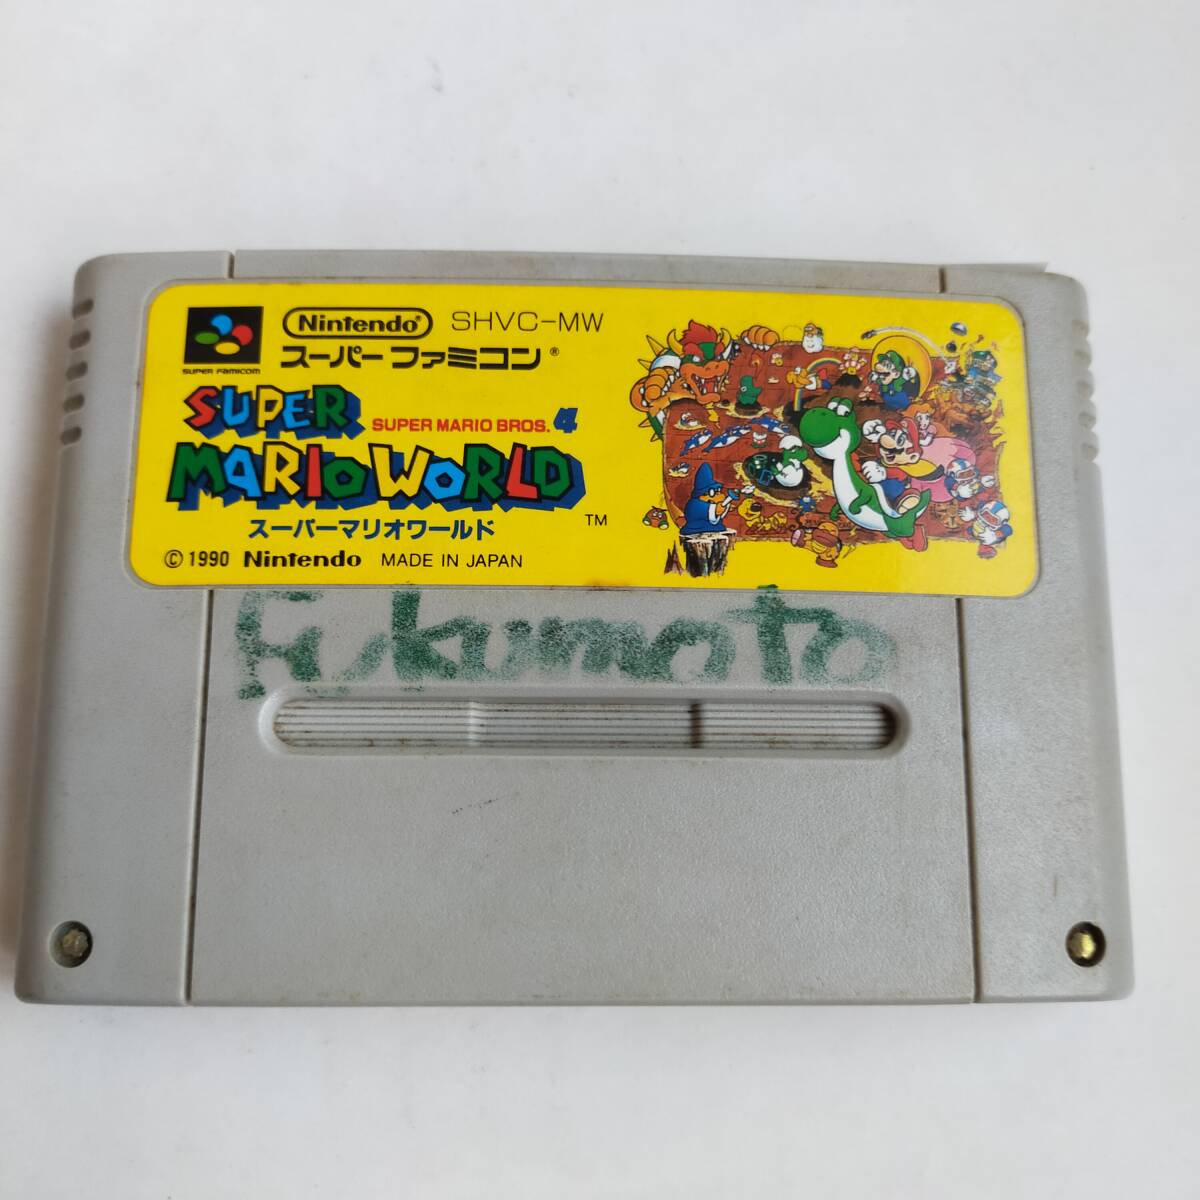 Nintendo® SHVC-MW
SUPER FAMICOM
スーパーファミコン®
SUPER
SUPER MARIO BROS. 4
MARIO WORLD
スーパーマリオワールド TM
© 1990 Nintendo MADE IN JAPAN
Fukumoto